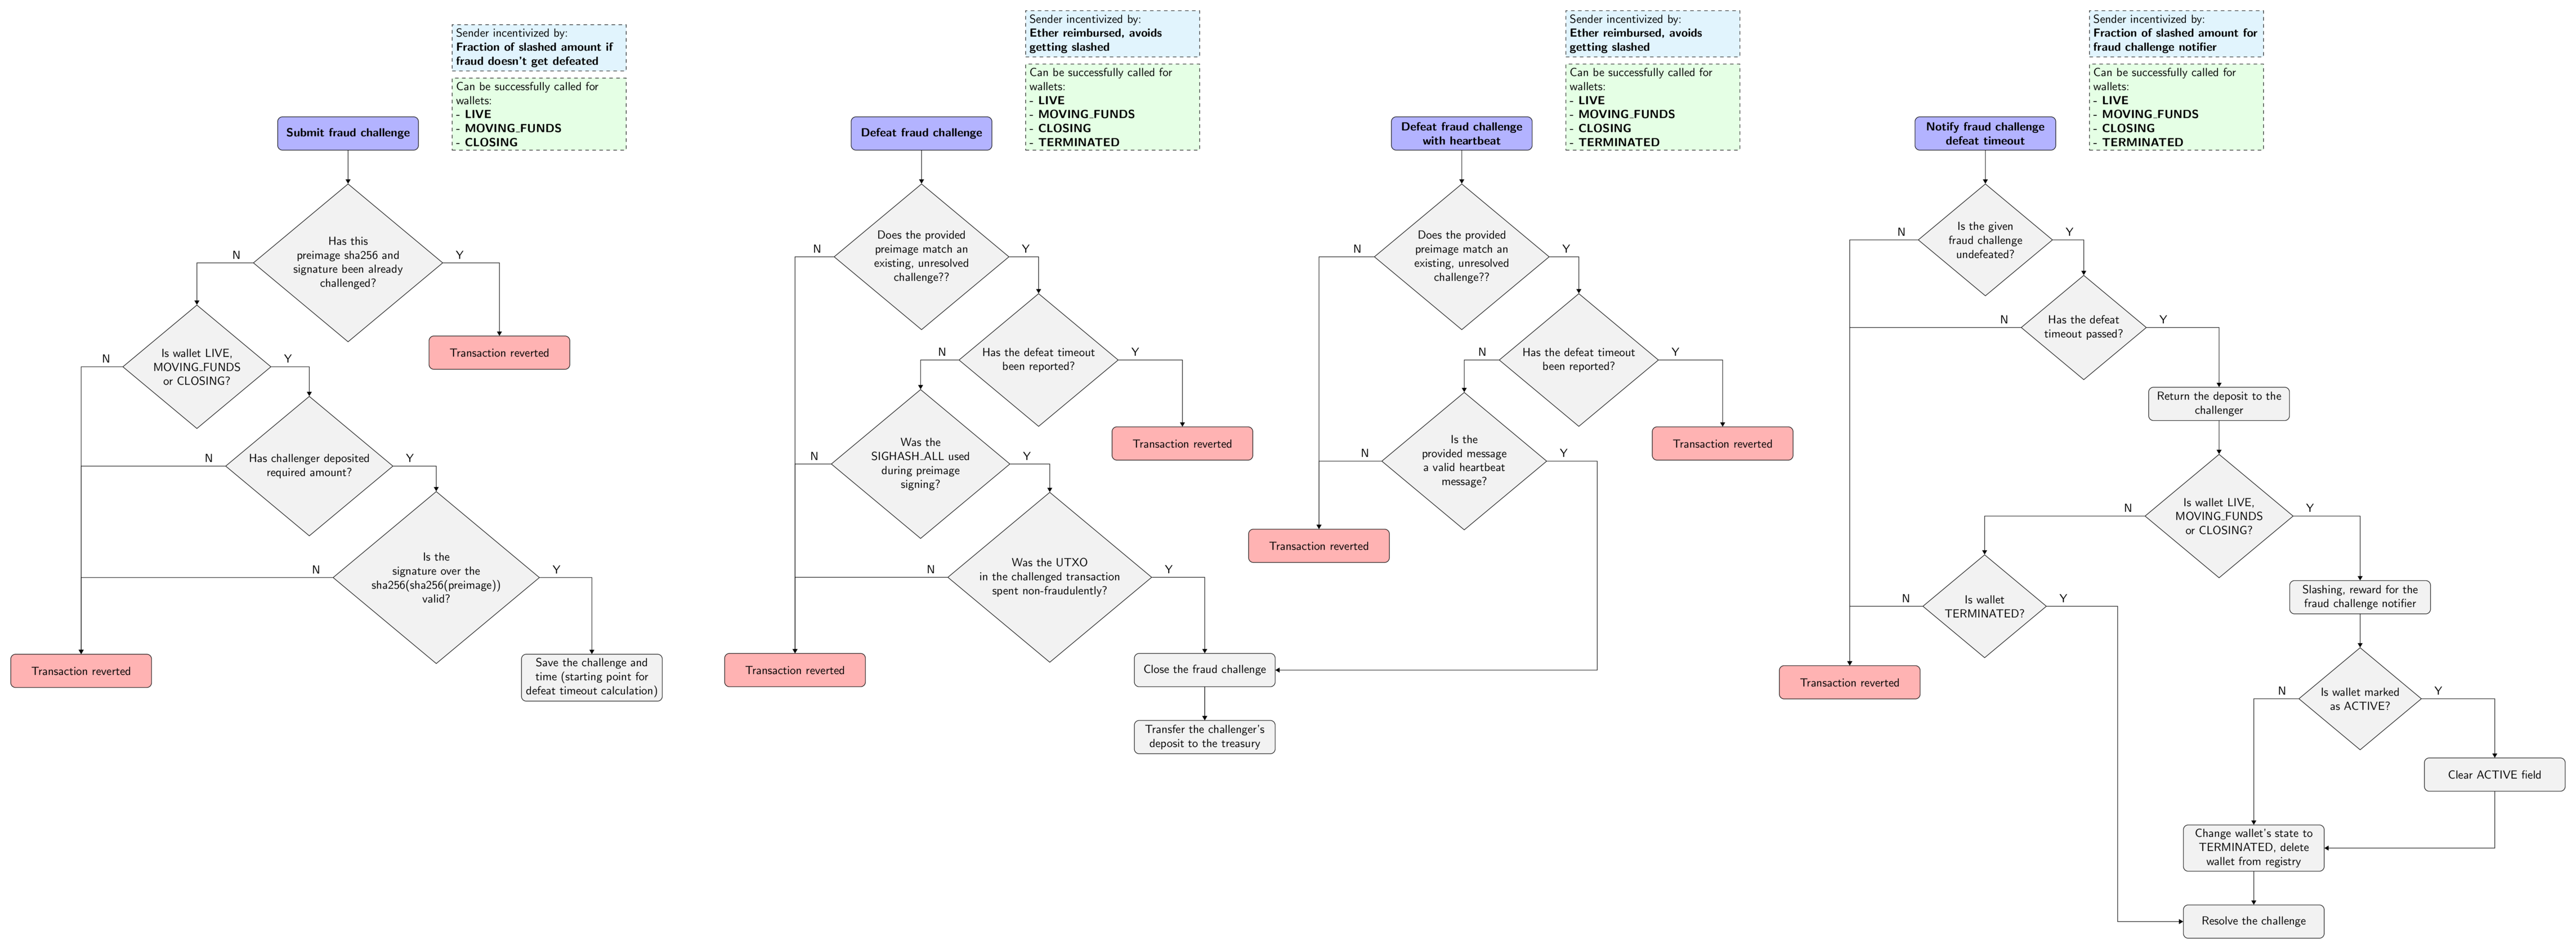 Sender incentivized by:
Fraction of slashed amount if
fraud doesn't get defeated
Can be successfully called for
wallets:
- LIVE
- MOVING_FUNDS
- CLOSING
Submit fraud challenge
Has this
preimage sha256 and
signature been already
challenged?
N
Y
Transaction reverted
Is wallet LIVE,
MOVING_FUNDS
or CLOSING?
N
Y
Has challenger deposited
required amount?
N
Y
Is the
signature over the
sha256(sha256(preimage))
valid?
N
Y
Transaction reverted
Save the challenge and
time (starting point for
defeat timeout calculation)
Sender incentivized by:
Ether reimbursed, avoids
getting slashed
Can be successfully called for
wallets:
- LIVE
- MOVING_FUNDS
- CLOSING
- TERMINATED
Defeat fraud challenge
Does the provided
preimage match an
existing, unresolved
challenge??
N
Y
Has the defeat timeout
been reported?
N
Y
Transaction reverted
Was the
SIGHASH_ALL used
during preimage
signing?
N
Y
Was the UTXO
in the challenged transaction
spent non-fraudulently?
N
Y
Transaction reverted
Close the fraud challenge
Transfer the challenger's
deposit to the treasury
Sender incentivized by:
Ether reimbursed, avoids
getting slashed
Can be successfully called for
wallets:
- LIVE
- MOVING_FUNDS
- CLOSING
- TERMINATED
Defeat fraud challenge
with heartbeat
Does the provided
preimage match an
existing, unresolved
challenge??
N
Y
Has the defeat timeout
been reported?
N
Y
Transaction reverted
Is the
provided message
a valid heartbeat
message?
N
Y
Transaction reverted
Sender incentivized by:
Fraction of slashed amount for
fraud challenge notifier
Can be successfully called for
wallets:
- LIVE
- MOVING_FUNDS
- CLOSING
- TERMINATED
Notify fraud challenge
defeat timeout
Is the given
fraud challenge
undefeated?
N
Y
Has the defeat
timeout passed?
N
Y
Return the deposit to the
challenger
Is wallet LIVE,
MOVING_FUNDS
or CLOSING?
N
Y
Is wallet
TERMINATED?
N
Y
Slashing, reward for the
fraud challenge notifier
Transaction reverted
Is wallet marked
as ACTIVE?
N
Y
Clear ACTIVE field
Change wallet's state to
TERMINATED, delete
wallet from registry
Resolve the challenge